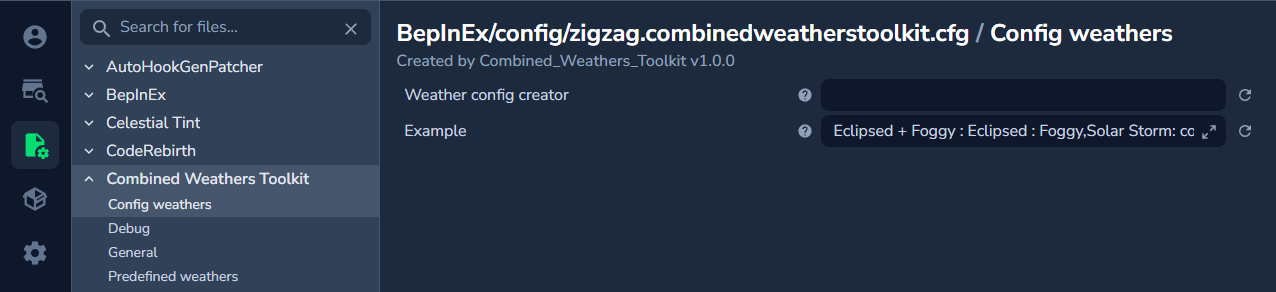 Search for files...
AutoHookGenPatcher
BepInEx
Celestial Tint
CodeRebirth
Combined Weathers Toolkit
Config weathers
Debug
General
Predefined weathers
BepInEx/config/zigzag.combinedweatherstoolkit.cfg / Config weathers
Created by Combined_Weathers_Toolkit v1.0.0
Weather config creator
Example
Eclipsed + Foggy : Eclipsed : Foggy,Solar Storm: co